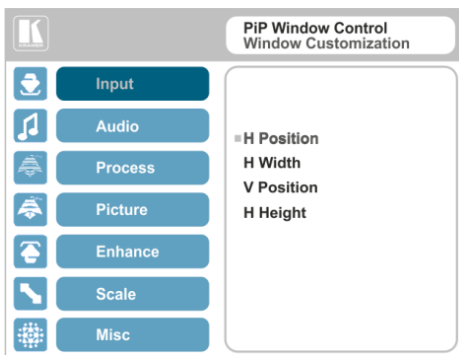 PiP Window Control
Window Customization
Input
Audio
Process
Picture
Enhance
Scale
Misc
H Position
H Width
V Position
H Height